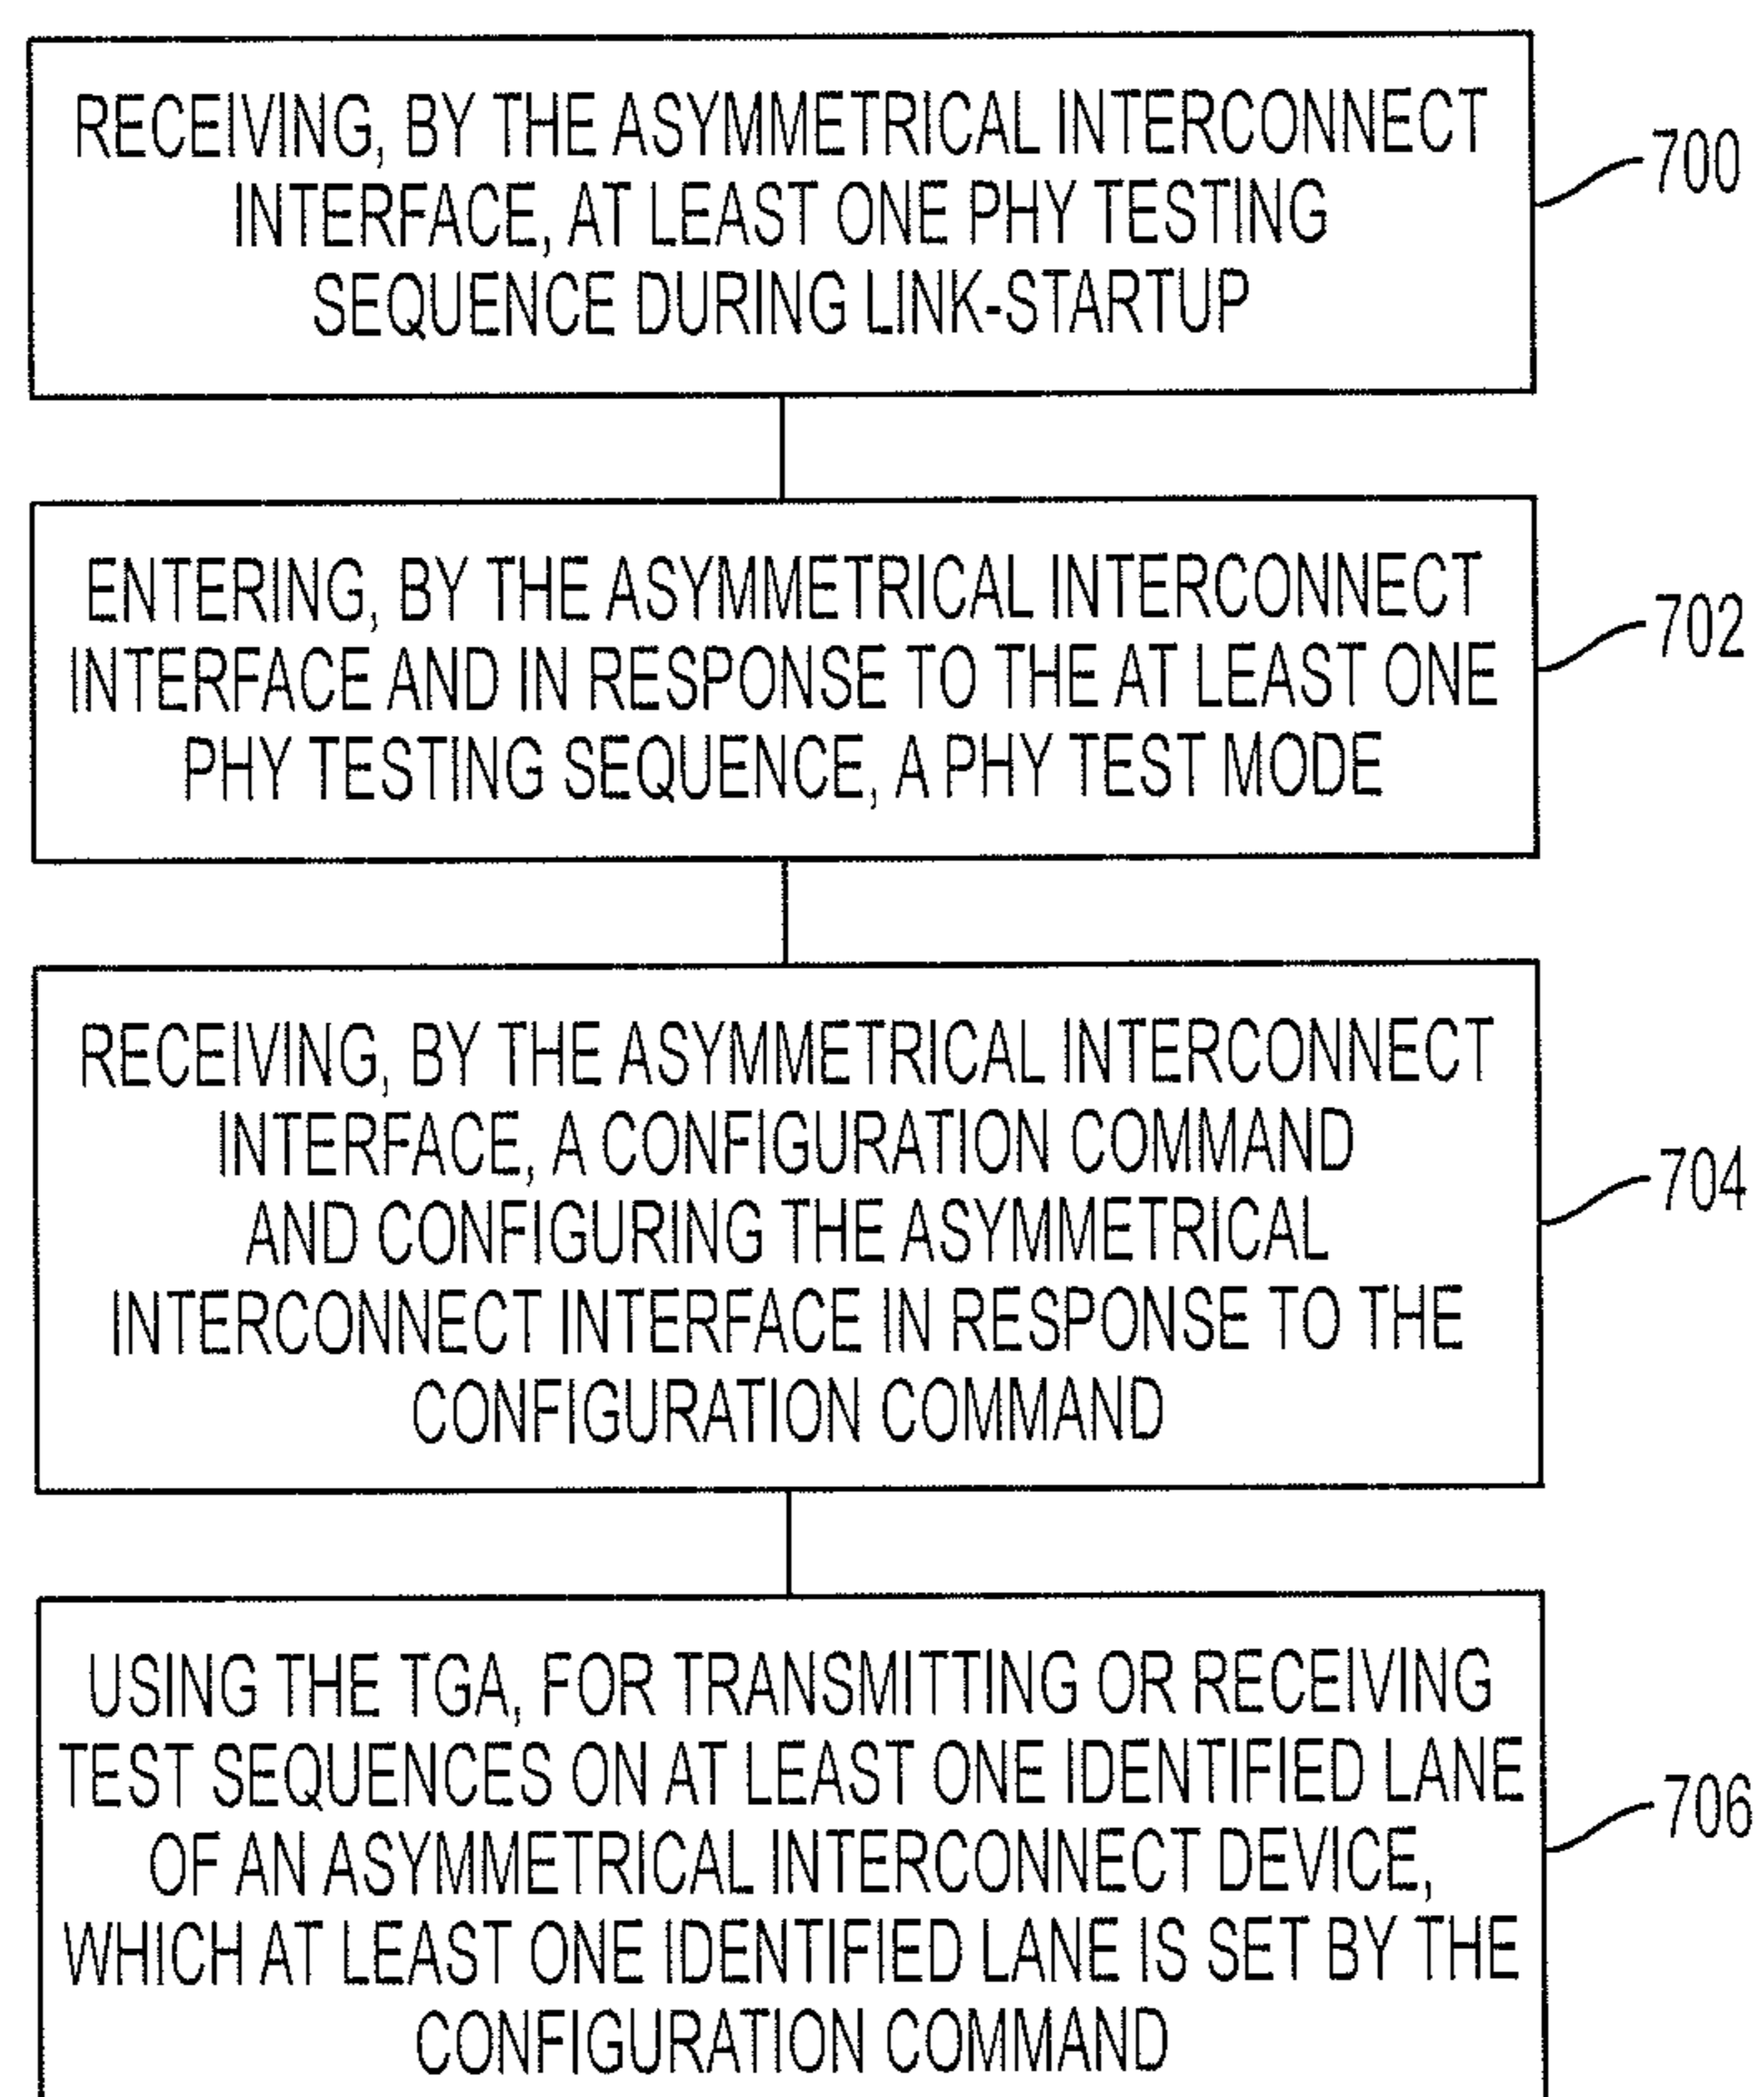 RECEIVING, BY THE ASYMMETRICAL INTERCONNECT
INTERFACE, AT LEAST ONE PHY TESTING
SEQUENCE DURING LINK-STARTUP
700
ENTERING, BY THE ASYMMETRICAL INTERCONNECT
INTERFACE AND IN RESPONSE TO THE AT LEAST ONE
PHY TESTING SEQUENCE, A PHY TEST MODE
702
RECEIVING, BY THE ASYMMETRICAL INTERCONNECT
INTERFACE, A CONFIGURATION COMMAND
AND CONFIGURING THE ASYMMETRICAL
INTERCONNECT INTERFACE IN RESPONSE TO THE
CONFIGURATION COMMAND
704
USING THE TGA, FOR TRANSMITTING OR RECEIVING
TEST SEQUENCES ON AT LEAST ONE IDENTIFIED LANE
OF AN ASYMMETRICAL INTERCONNECT DEVICE,
WHICH AT LEAST ONE IDENTIFIED LANE IS SET BY THE
CONFIGURATION COMMAND
706